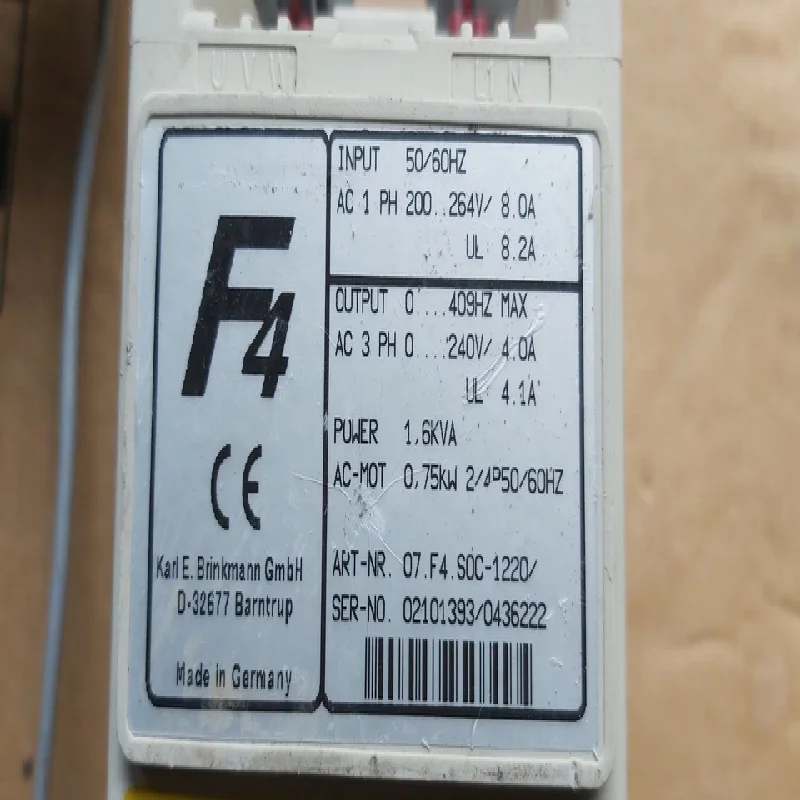 U V W
L1 N
F4
CE
Karl E. Brinkmann GmbH
D-32677 Barntrup
Made in Germany
INPUT 50/60HZ
AC 1 PH 200..264V/ 8.0A
UL 8.2A
OUTPUT 0 ...409HZ MAX
AC 3 PH 0 ...240V/ 4.0A
UL 4.1A
POWER 1,6KVA
AC-MOT 0,75kW 2/4P50/60HZ
ART-NR. 07.F4.S0C-1220/
SER-NO. 02101393/0436222